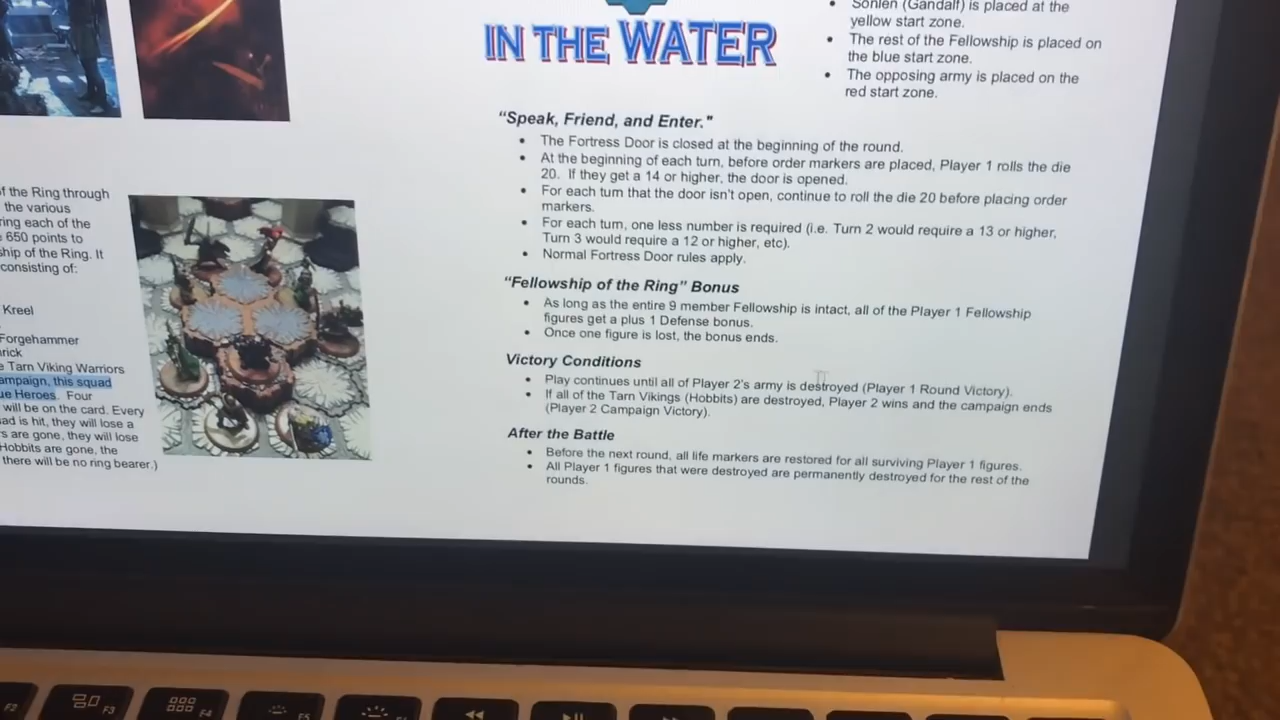 of the Ring through
the various
ring each of the
650 points to
ship of the Ring. It
consisting of:
Kreel
Forgehammer
Tarn Viking Warriors
ampaign, this squad
ue Heroes. Four
will be on the card. Every
ad is hit, they will lose a
s are gone, they will lose
Hobbits are gone, the
there will be no ring bearer.)
IN THE WATER
"Speak, Friend, and Enter."
• The Fortress Door is closed at the beginning of the round.
• At the beginning of each turn, before order markers are placed, Player 1 rolls the die
20. If they get a 14 or higher, the door is opened.
• For each turn that the door isn't open, continue to roll the die 20 before placing order
markers.
• For each turn, one less number is required (i.e. Turn 2 would require a 13 or higher,
Turn 3 would require a 12 or higher, etc).
• Normal Fortress Door rules apply.
"Fellowship of the Ring" Bonus
• As long as the entire 9 member Fellowship is intact, all of the Player 1 Fellowship
figures get a plus 1 Defense bonus.
• Once one figure is lost, the bonus ends.
Victory Conditions
• Play continues until all of Player 2's army is destroyed (Player 1 Round Victory).
• If all of the Tarn Vikings (Hobbits) are destroyed, Player 2 wins and the campaign ends
(Player 2 Campaign Victory).
After the Battle
• Before the next round, all life markers are restored for all surviving Player 1 figures.
• All Player 1 figures that were destroyed are permanently destroyed for the rest of the
rounds.
• Sonlen (Gandalf) is placed at the
yellow start zone.
• The rest of the Fellowship is placed on
the blue start zone.
• The opposing army is placed on the
red start zone.
F2
F3
F4
F5